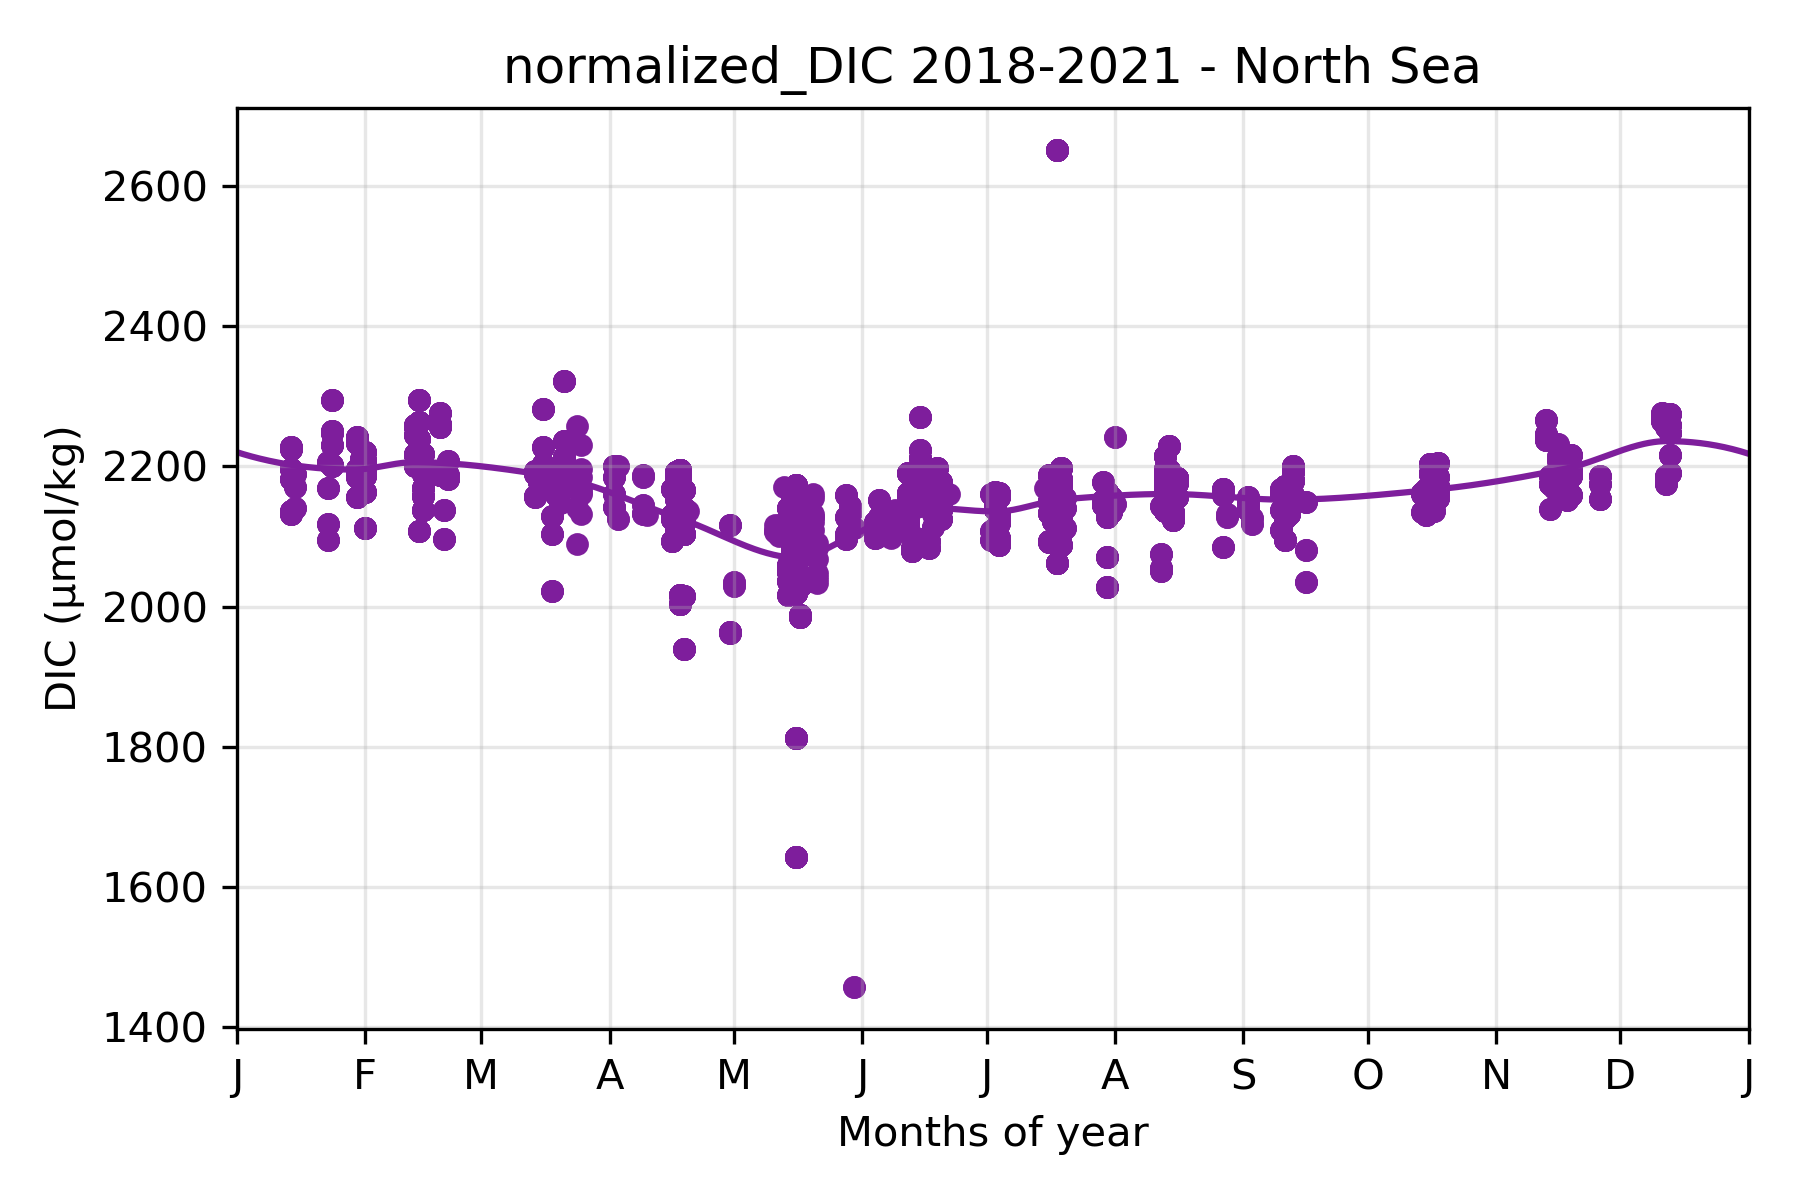 normalized_DIC 2018-2021 - North Sea
DIC (µmol/kg)
2600
2400
2200
2000
1800
1600
1400
J F M A M J J A S O N D J
Months of year